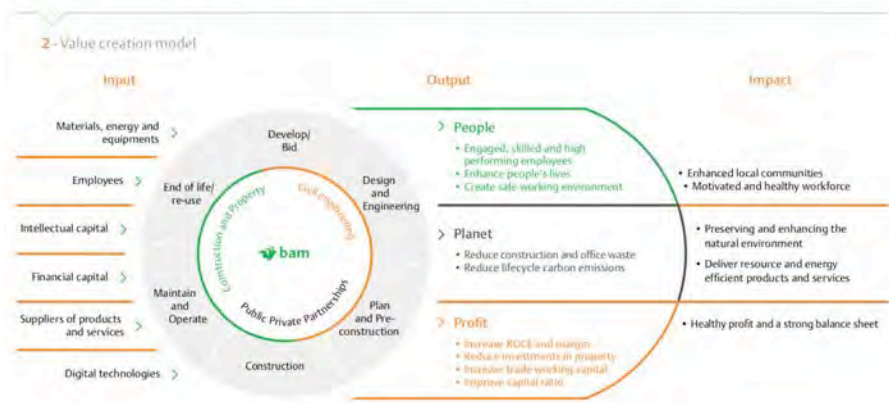 2 - Value creation model
Input
Output
Impact
Materials, energy and
equipments
Employees
Intellectual capital
Financial capital
Suppliers of products
and services
Digital technologies
Develop/
Bid
Design
and
Engineering
Plan
and Pre-
construction
Construction
Maintain
and
Operate
End of life/
re-use
Construction and Property
Civil engineering
Public Private Partnerships
bam
People
• Engaged, skilled and high
performing employees
• Enhance people's lives
• Create safe working environment
Planet
• Reduce construction and office waste
• Reduce lifecycle carbon emissions
Profit
• Increase ROCE and margin
• Reduce investments in property
• Increase trade working capital
• Improve capital ratio
• Enhanced local communities
• Motivated and healthy workforce
• Preserving and enhancing the
natural environment
• Deliver resource and energy
efficient products and services
• Healthy profit and a strong balance sheet